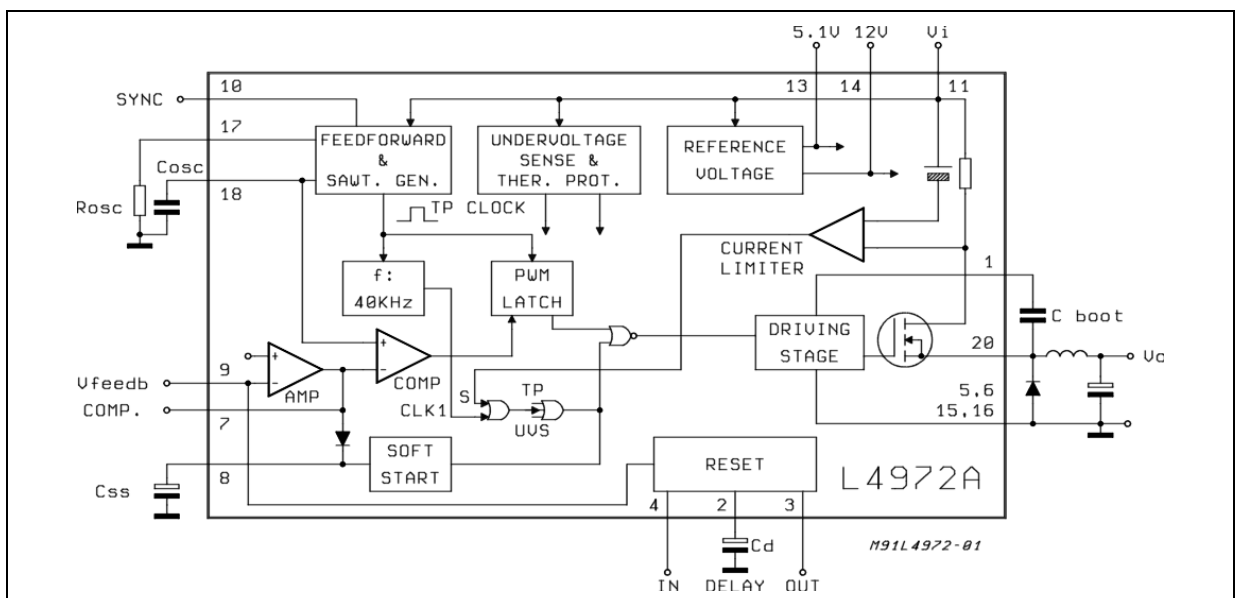 5.1V 12V Vi
10 13 14 11
SYNC
17
FEEDFORWARD
&
SAWT. GEN.
UNDERVOLTAGE
SENSE &
THER. PROT.
REFERENCE
VOLTAGE
Cosc
18
Rosc
TP CLOCK
CURRENT
LIMITER
1
f:
40KHz
PWM
LATCH
DRIVING
STAGE
C boot
20
Vo
+
-
AMP
+
-
COMP
9
Vfeedb
COMP.
7
S
CLK1
TP
UVS
5,6
15,16
SOFT
START
8
Css
RESET
4 2 3
L4972A
Cd
M91L4972-01
IN DELAY OUT